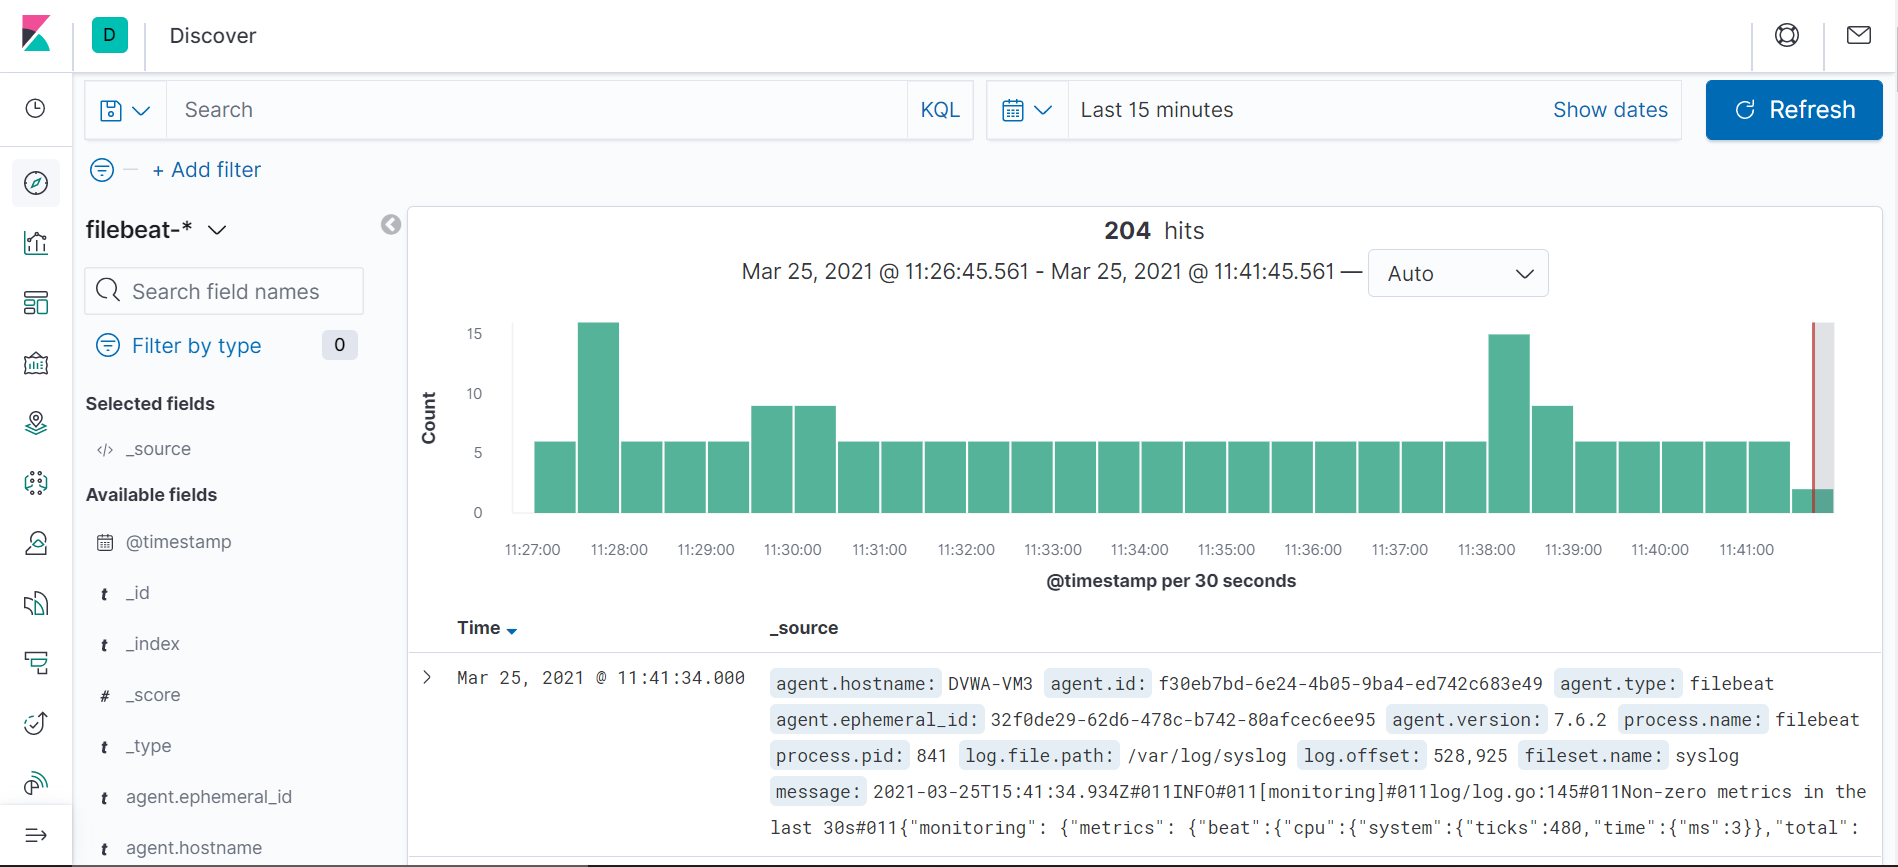 D Discover
Search KQL Last 15 minutes Show dates Refresh
+ Add filter
filebeat-*
Search field names
Filter by type 0
Selected fields
</> _source
Available fields
@timestamp
t _id
t _index
# _score
t _type
t agent.ephemeral_id
t agent.hostname
204 hits
Mar 25, 2021 @ 11:26:45.561 - Mar 25, 2021 @ 11:41:45.561 — Auto
Count
15
10
5
0
11:27:00 11:28:00 11:29:00 11:30:00 11:31:00 11:32:00 11:33:00 11:34:00 11:35:00 11:36:00 11:37:00 11:38:00 11:39:00 11:40:00 11:41:00
@timestamp per 30 seconds
Time _source
Mar 25, 2021 @ 11:41:34.000 agent.hostname: DVWA-VM3 agent.id: f30eb7bd-6e24-4b05-9ba4-ed742c683e49 agent.type: filebeat
agent.ephemeral_id: 32f0de29-62d6-478c-b742-80afcec6ee95 agent.version: 7.6.2 process.name: filebeat
process.pid: 841 log.file.path: /var/log/syslog log.offset: 528,925 fileset.name: syslog
message: 2021-03-25T15:41:34.934Z#011INFO#011[monitoring]#011log/log.go:145#011Non-zero metrics in the
last 30s#011{"monitoring": {"metrics": {"beat":{"cpu":{"system":{"ticks":480,"time":{"ms":3}},"total":